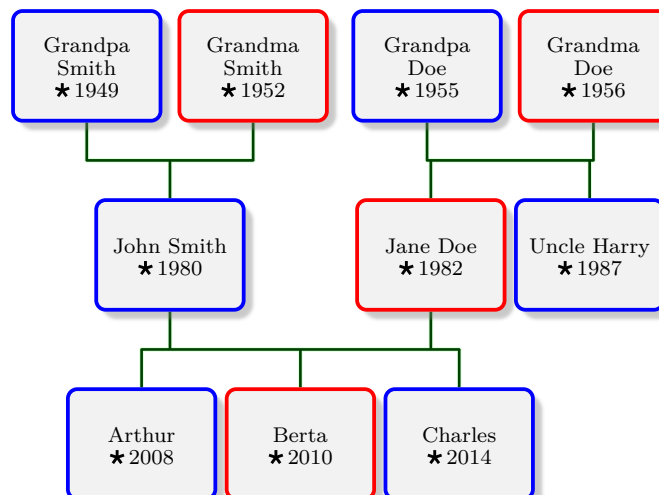 Grandpa
Smith
★ 1949
Grandma
Smith
★ 1952
Grandpa
Doe
★ 1955
Grandma
Doe
★ 1956
John Smith
★ 1980
Jane Doe
★ 1982
Uncle Harry
★ 1987
Arthur
★ 2008
Berta
★ 2010
Charles
★ 2014